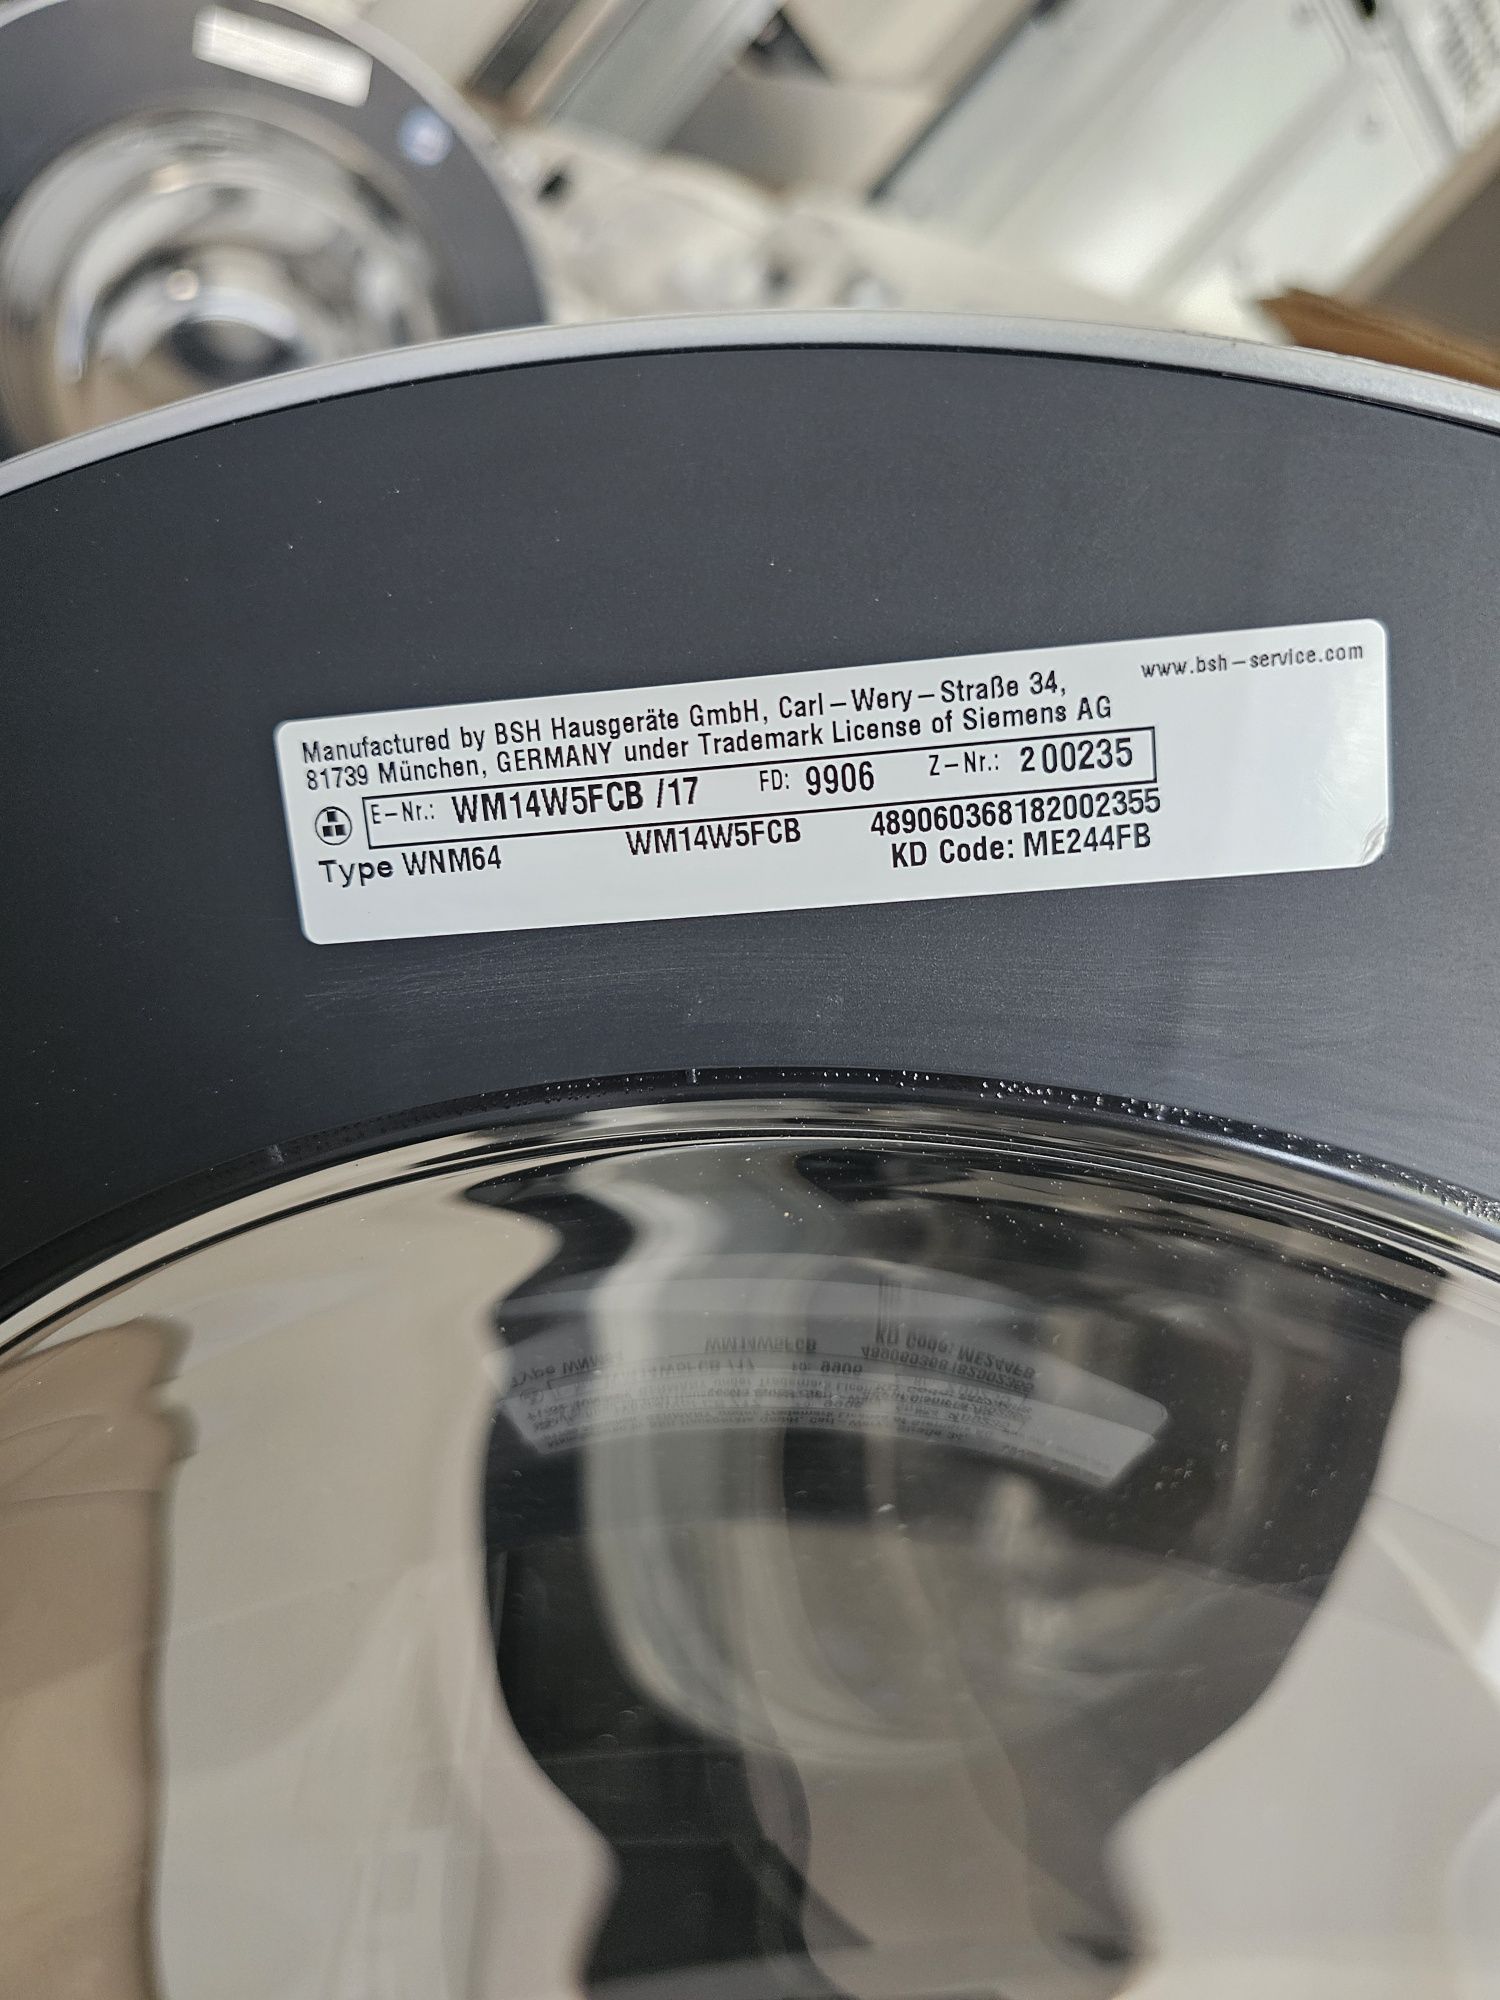 www.bsh-service.com
Manufactured by BSH Hausgeräte GmbH, Carl-Wery-Straße 34,
81739 München, GERMANY under Trademark License of Siemens AG
E-Nr.: WM14W5FCB /17 FD: 9906 Z-Nr.: 200235
Type WNM64 WM14W5FCB 489060368182002355
KD Code: ME244FB